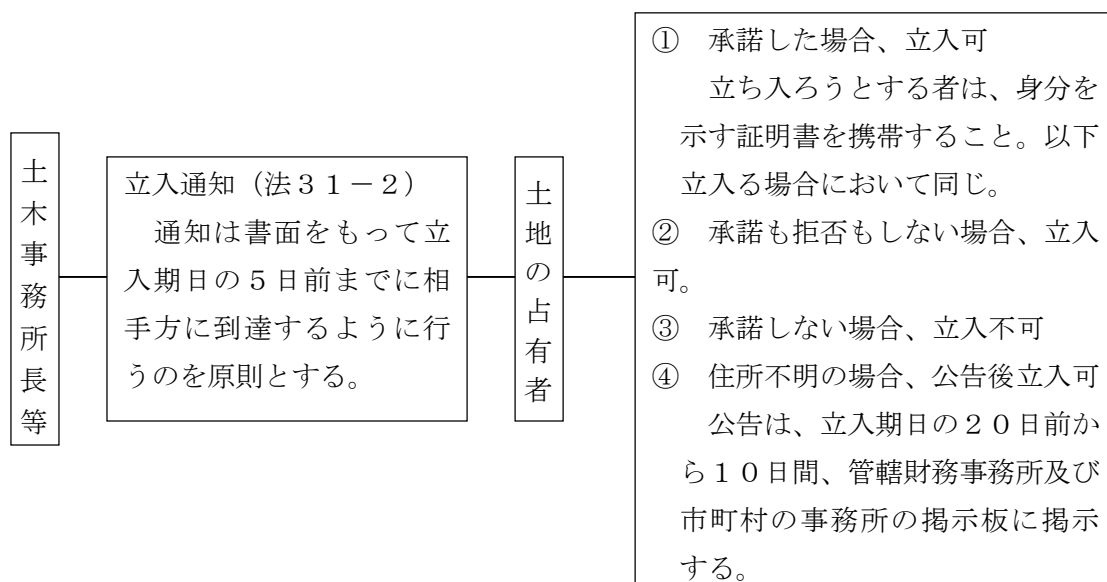 土木事務所長等
立入通知（法３１－２）
通知は書面をもって立
入期日の５日前までに相
手方に到達するように行
うのを原則とする。
土地の占有者
①　承諾した場合、立入可
立ち入ろうとする者は、身分を
示す証明書を携帯すること。以下
立入る場合において同じ。
②　承諾も拒否もしない場合、立入
可。
③　承諾しない場合、立入不可
④　住所不明の場合、公告後立入可
公告は、立入期日の２０日前か
ら１０日間、管轄財務事務所及び
市町村の事務所の掲示板に掲示
する。